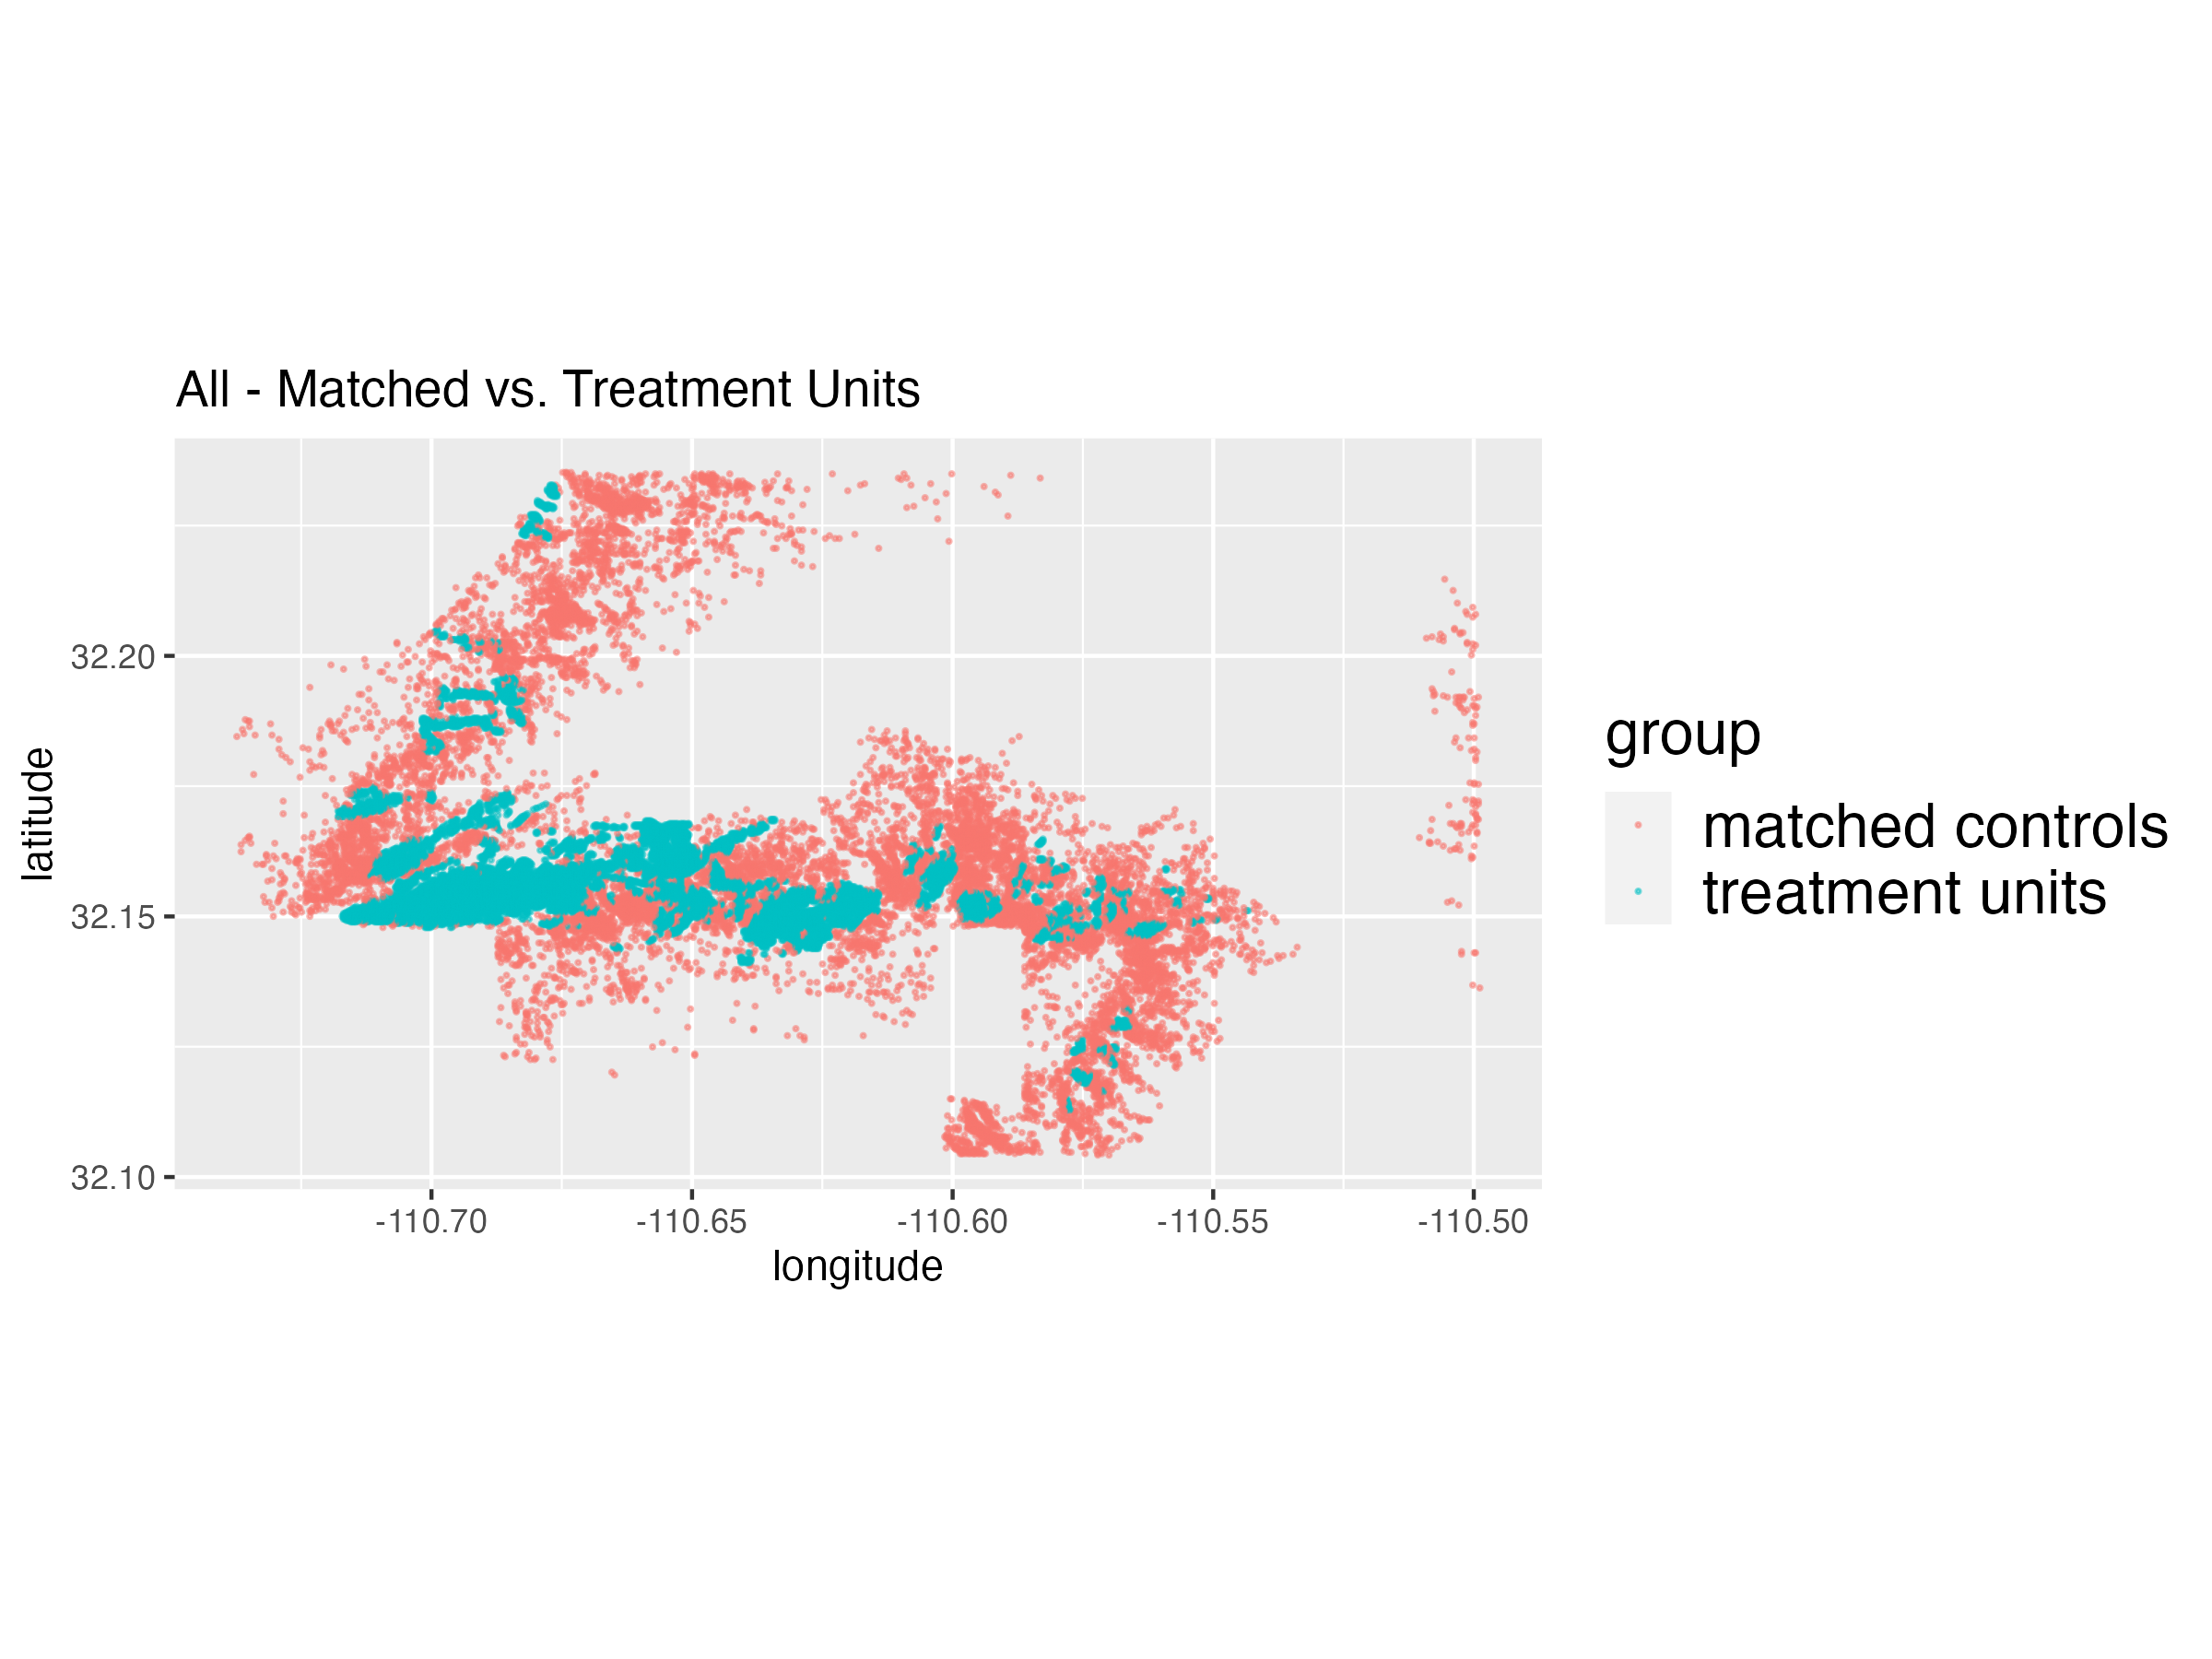 All - Matched vs. Treatment Units
32.20
32.15
32.10
latitude
-110.70
-110.65
-110.60
-110.55
-110.50
longitude
group
matched controls
treatment units